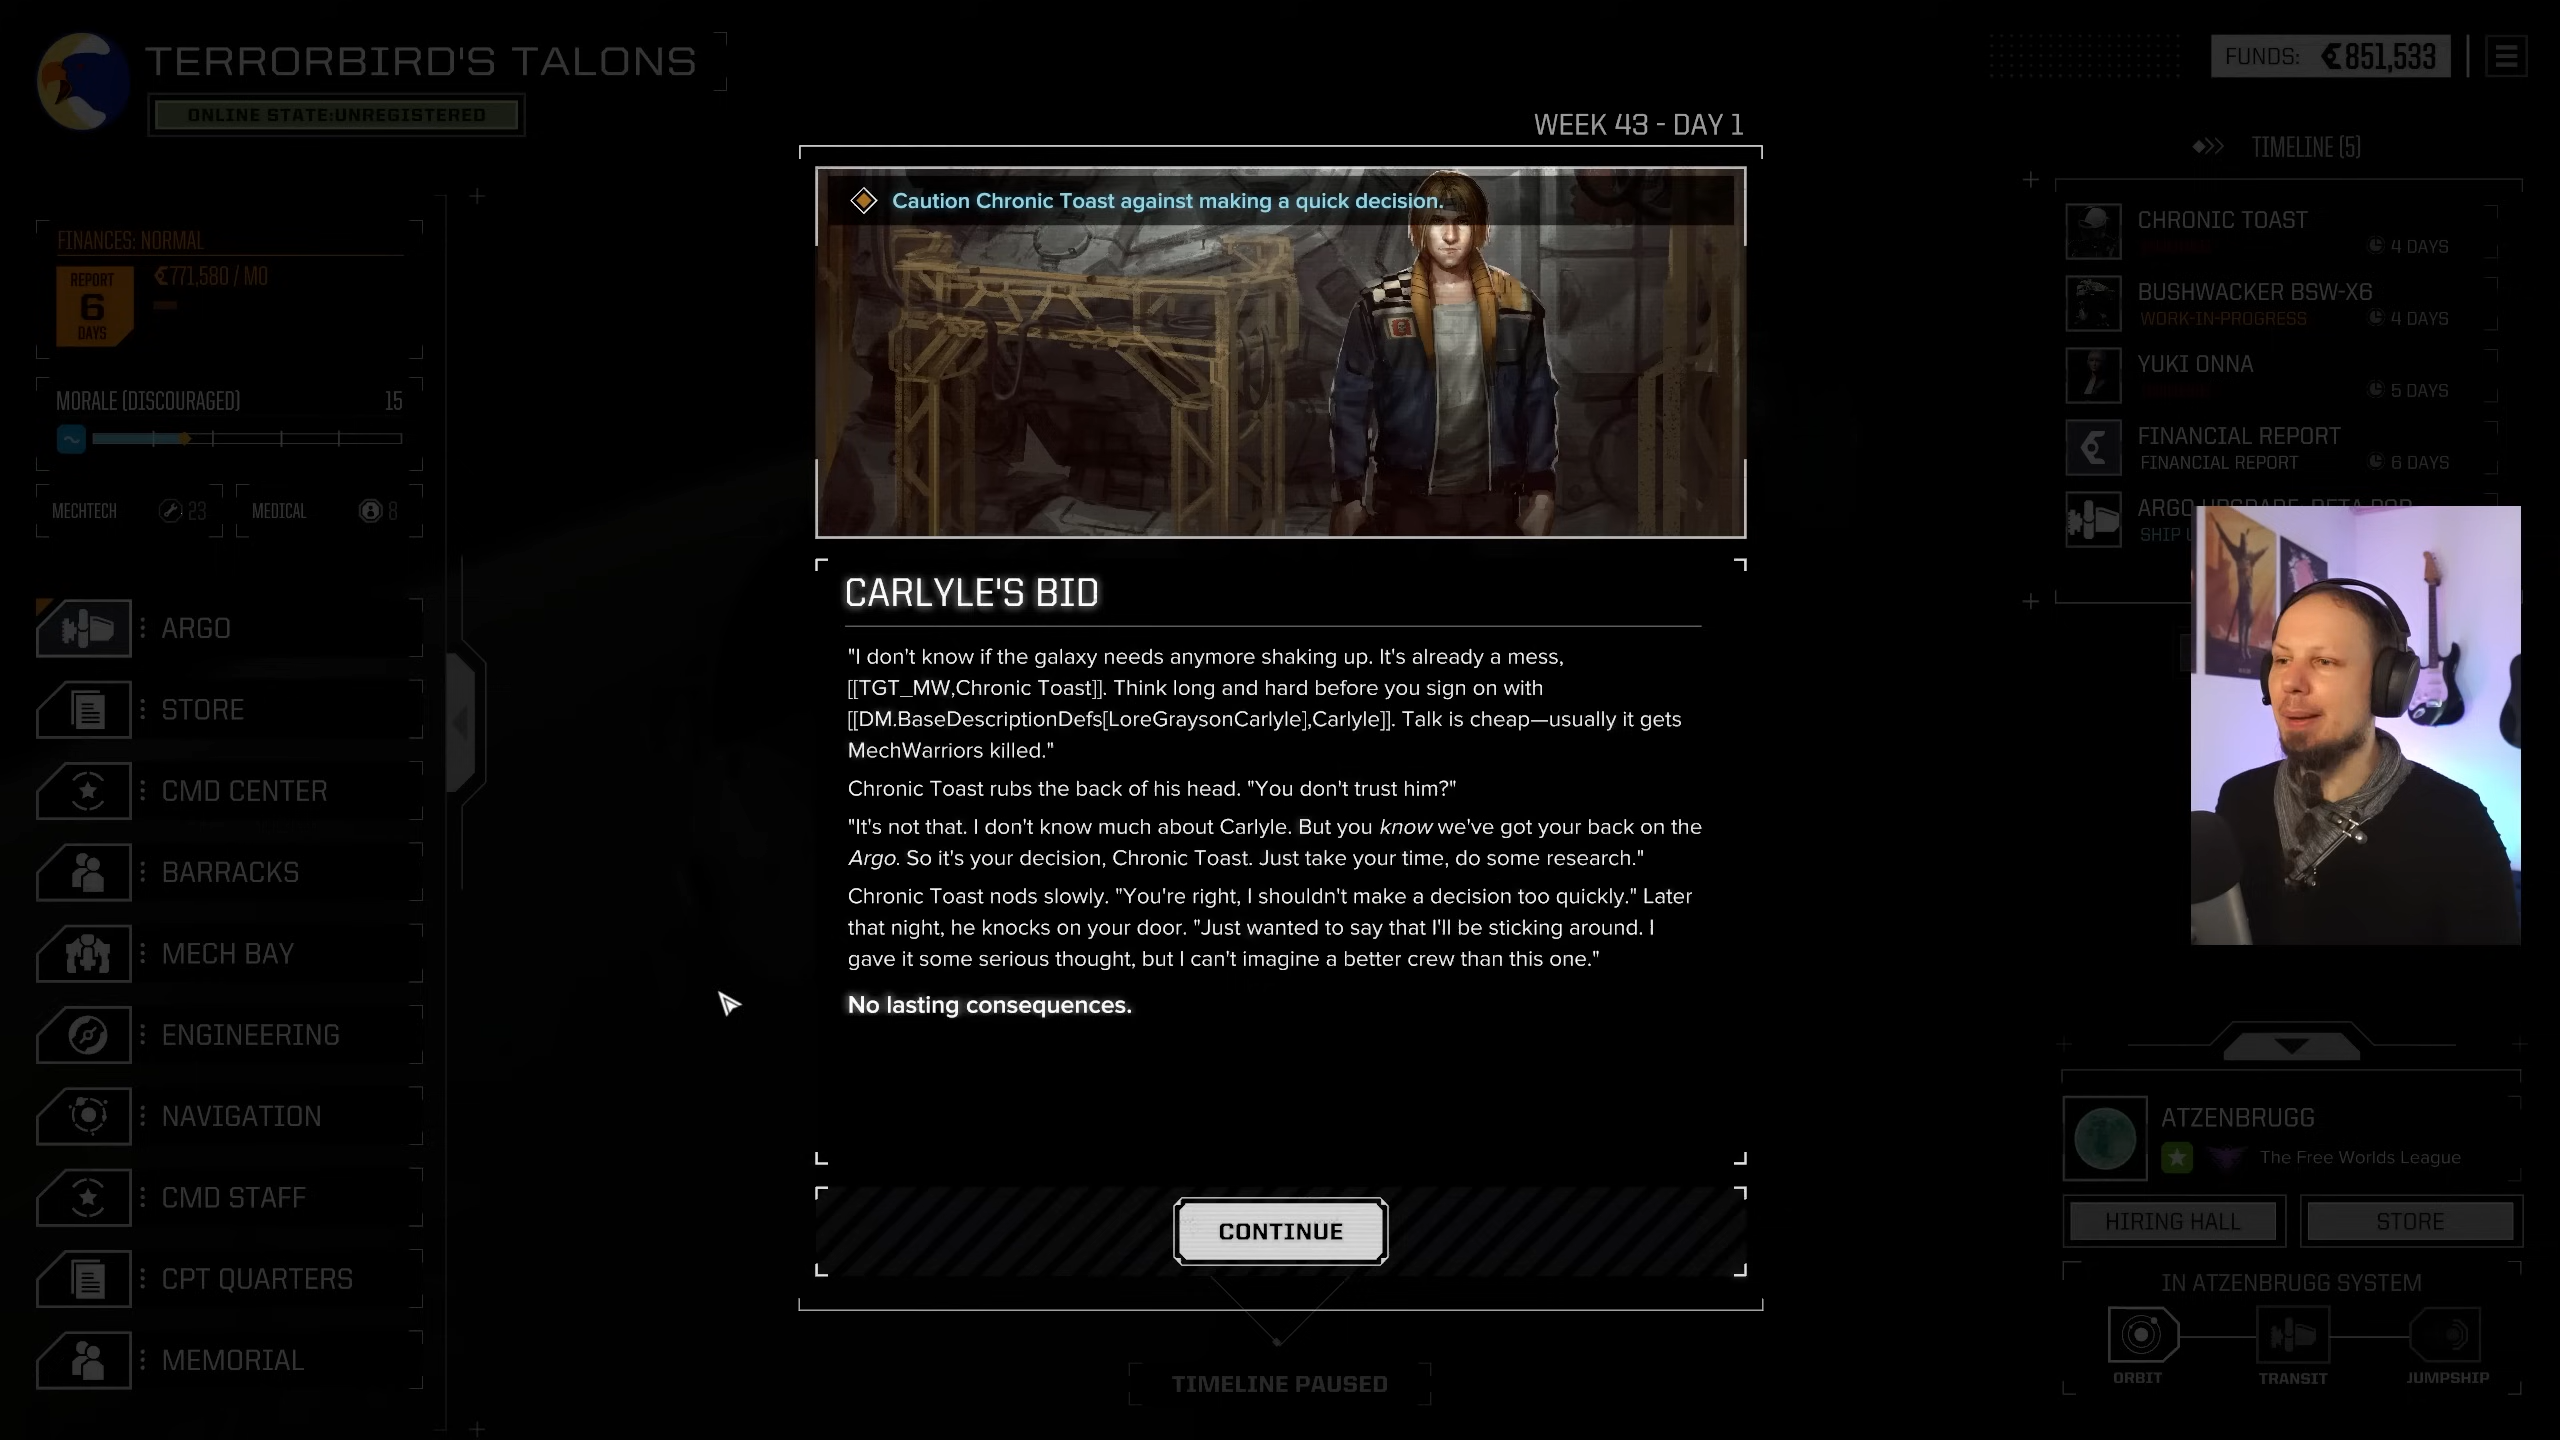 TERRORBIRD'S TALONS
ONLINE STATE:UNREGISTERED
FUNDS: 851,533
WEEK 43 - DAY 1
TIMELINE (5)
FINANCES: NORMAL
REPORT
6
DAYS
771,580 / MO
MORALE (DISCOURAGED) 15
MECHTECH 23
MEDICAL 8
ARGO
STORE
CMD CENTER
BARRACKS
MECH BAY
ENGINEERING
NAVIGATION
CMD STAFF
CPT QUARTERS
MEMORIAL
Caution Chronic Toast against making a quick decision.
CARLYLE'S BID
"I don't know if the galaxy needs anymore shaking up. It's already a mess,
[[TGT_MW,Chronic Toast]]. Think long and hard before you sign on with
[[DM.BaseDescriptionDefs[LoreGraysonCarlyle],Carlyle]]. Talk is cheap—usually it gets
MechWarriors killed."
Chronic Toast rubs the back of his head. "You don't trust him?"
"It's not that. I don't know much about Carlyle. But you know we've got your back on the
Argo. So it's your decision, Chronic Toast. Just take your time, do some research."
Chronic Toast nods slowly. "You're right, I shouldn't make a decision too quickly." Later
that night, he knocks on your door. "Just wanted to say that I'll be sticking around. I
gave it some serious thought, but I can't imagine a better crew than this one."
No lasting consequences.
CONTINUE
TIMELINE PAUSED
CHRONIC TOAST
4 DAYS
BUSHWACKER BSW-X6
WORK-IN-PROGRESS 4 DAYS
YUKI ONNA
5 DAYS
FINANCIAL REPORT
FINANCIAL REPORT 6 DAYS
ARGO UPGRADE: BETA POD
SHIP
ATZENBRUGG
The Free Worlds League
HIRING HALL
STORE
IN ATZENBRUGG SYSTEM
ORBIT
TRANSIT
JUMPSHIP